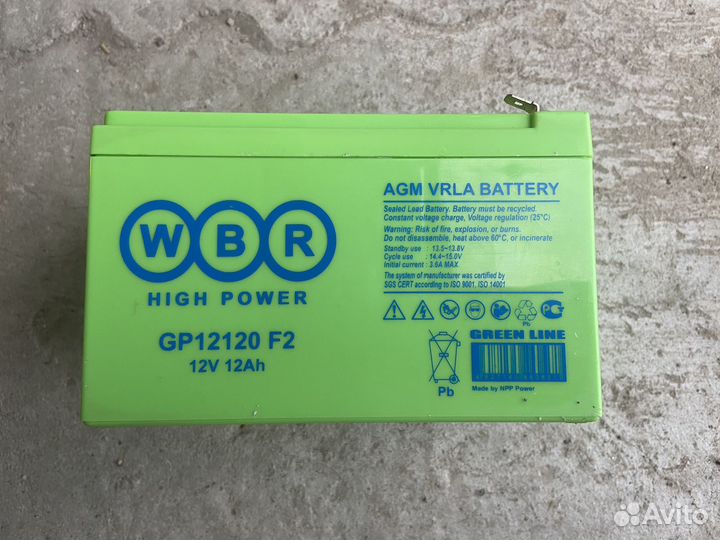 WBR
HIGH POWER
GP12120 F2
12V 12Ah
AGM VRLA BATTERY
Sealed Lead Battery. Battery must be recycled.
Constant voltage charge, Voltage regulation (25°C)
Warning: Risk of fire, explosion, or burns.
Do not disassemble, heat above 60°C, or incinerate
Standby use : 13.5~13.8V
Cycle use : 14.4~15.0V
Initial current : 3.6A MAX
The system of manufacturer was certified by
SGS CERT according to ISO 9001, ISO 14001
Pb
Pb
GREEN LINE
Made by NPP Power
Avito